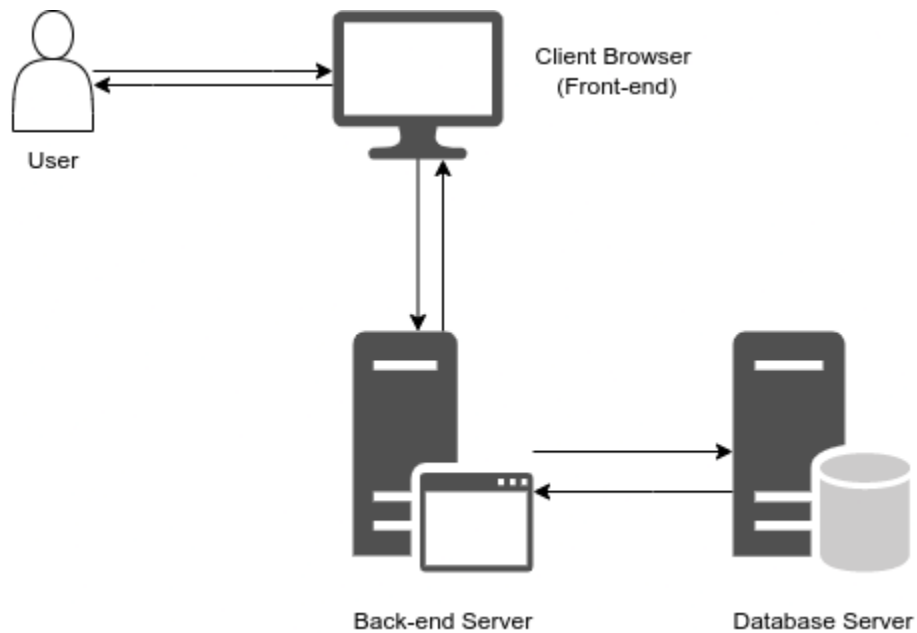 Client Browser
(Front-end)
User
Back-end Server
Database Server